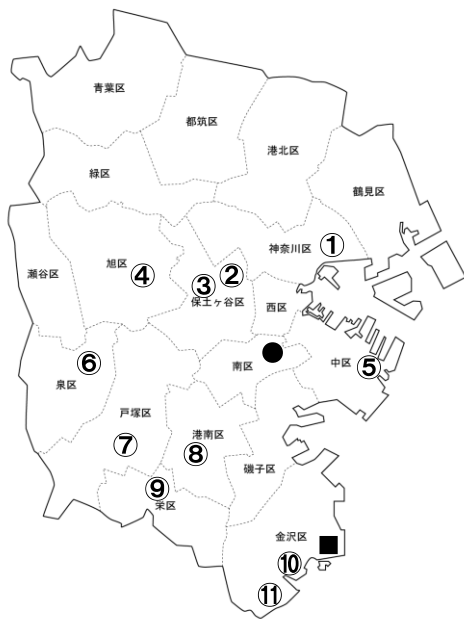 青葉区
都筑区
港北区
緑区
鶴見区
神奈川区
①
瀬谷区
旭区
④
③
②
保土ヶ谷区
西区
⑥
泉区
南区
中区
⑤
戸塚区
⑦
港南区
⑧
磯子区
⑨
栄区
金沢区
⑩
⑪